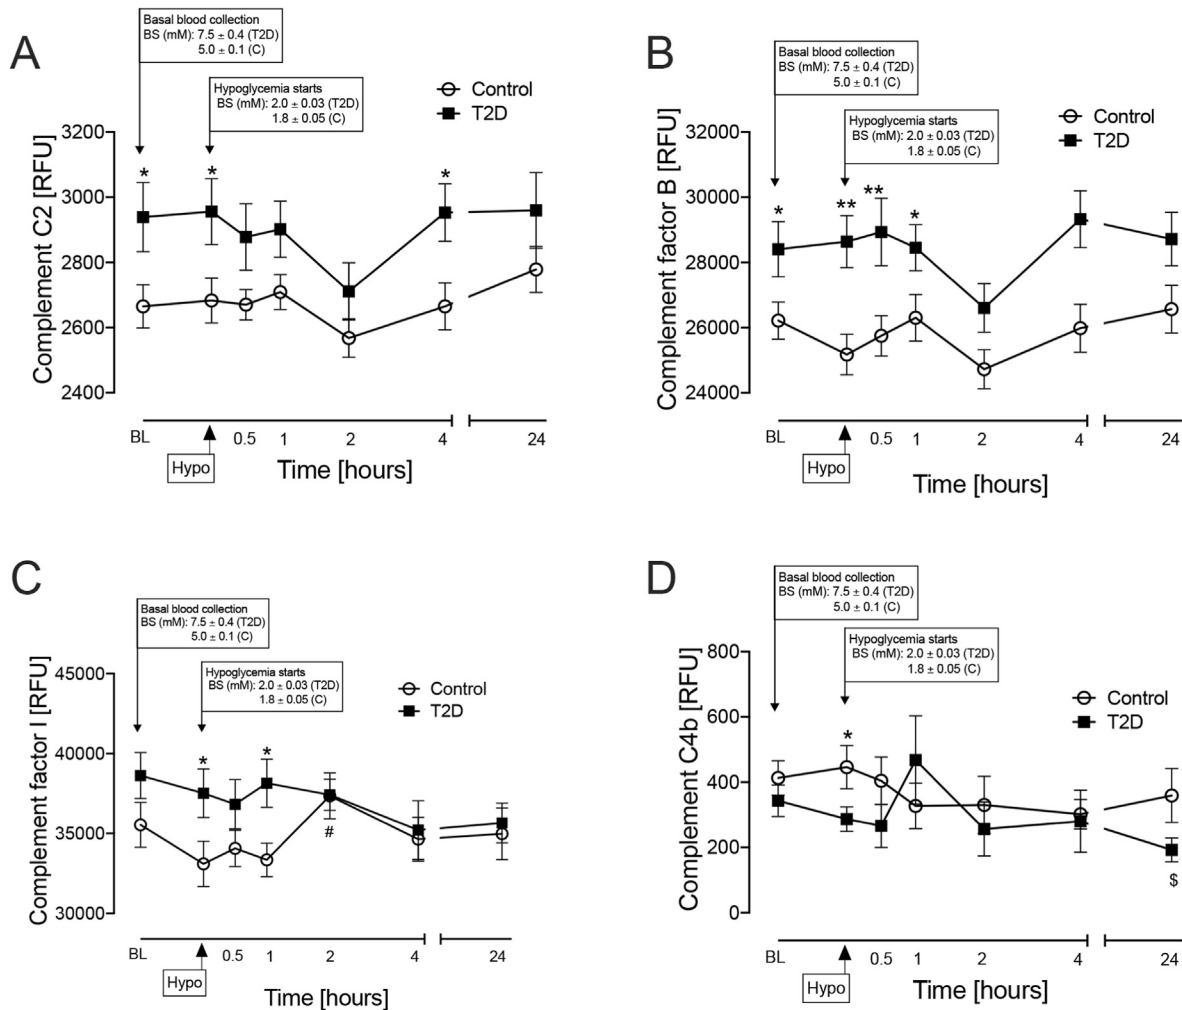 A
Basal blood collection
BS (mM): 7.5 ± 0.4 (T2D)
5.0 ± 0.1 (C)
Hypoglycemia starts
BS (mM): 2.0 ± 0.03 (T2D)
1.8 ± 0.05 (C)
Control
T2D
Complement C2 [RFU]
3200
3000
2800
2600
2400
* * *
BL
0.5
1
2
4
24
Hypo
Time [hours]
B
Basal blood collection
BS (mM): 7.5 ± 0.4 (T2D)
5.0 ± 0.1 (C)
Hypoglycemia starts
BS (mM): 2.0 ± 0.03 (T2D)
1.8 ± 0.05 (C)
Control
T2D
Complement factor B [RFU]
32000
30000
28000
26000
24000
* ** ** *
BL
0.5
1
2
4
24
Hypo
Time [hours]
C
Basal blood collection
BS (mM): 7.5 ± 0.4 (T2D)
5.0 ± 0.1 (C)
Hypoglycemia starts
BS (mM): 2.0 ± 0.03 (T2D)
1.8 ± 0.05 (C)
Control
T2D
Complement factor I [RFU]
45000
40000
35000
30000
* *
#
BL
0.5
1
2
4
24
Hypo
Time [hours]
D
Basal blood collection
BS (mM): 7.5 ± 0.4 (T2D)
5.0 ± 0.1 (C)
Hypoglycemia starts
BS (mM): 2.0 ± 0.03 (T2D)
1.8 ± 0.05 (C)
Control
T2D
Complement C4b [RFU]
800
600
400
200
0
*
$
BL
0.5
1
2
4
24
Hypo
Time [hours]